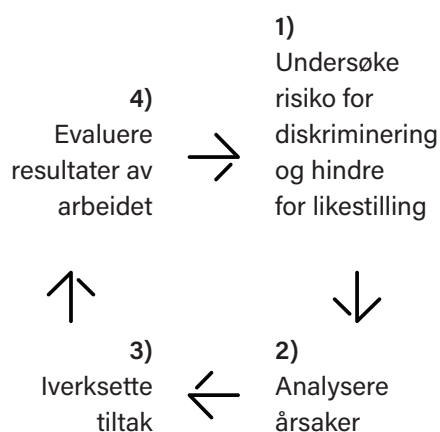 1)
Undersøke
risiko for
diskriminering
og hindre
for likestilling
2)
Analysere
årsaker
3)
Iverksette
tiltak
4)
Evaluere
resultater av
arbeidet